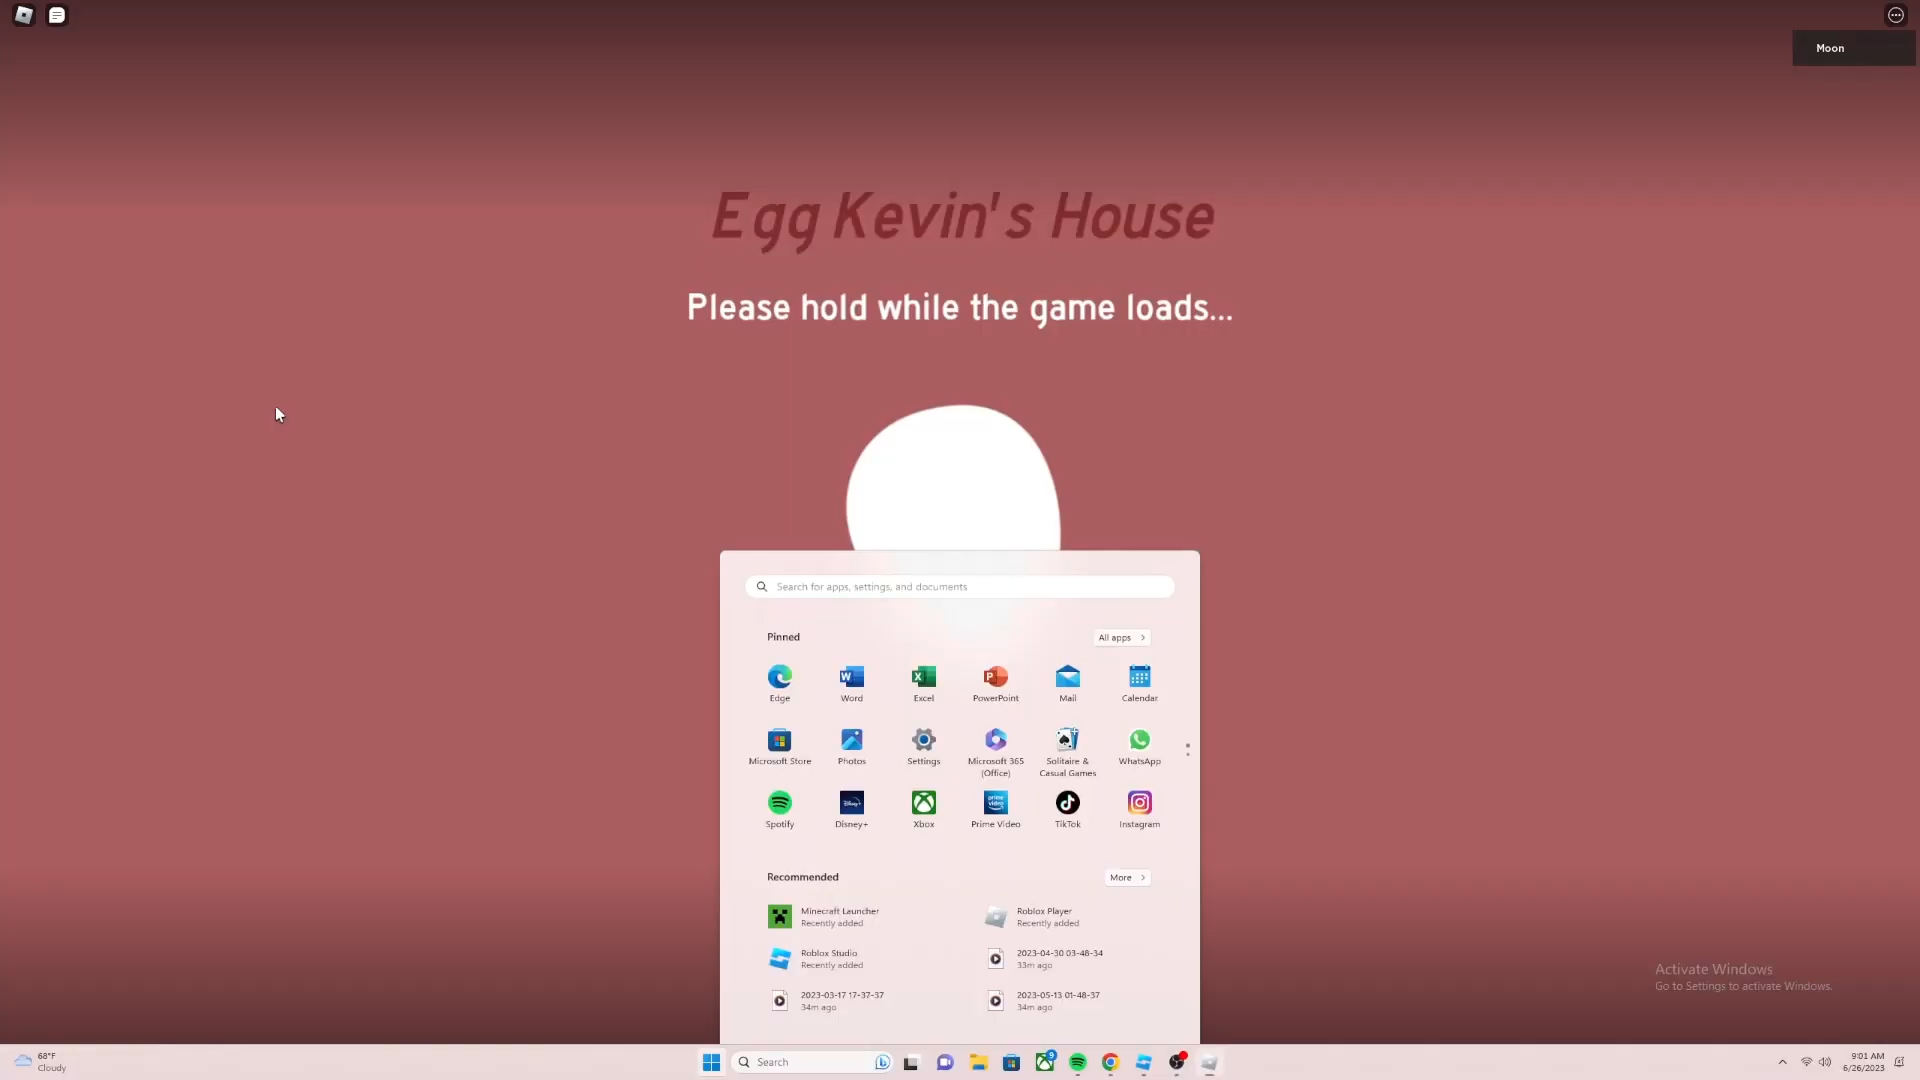 Moon
Egg Kevin's House
Please hold while the game loads...
Search for apps, settings, and documents
Pinned
All apps
Edge
Word
Excel
PowerPoint
Mail
Calendar
Microsoft Store
Photos
Settings
Microsoft 365
(Office)
Solitaire &
Casual Games
WhatsApp
Spotify
Disney+
Xbox
Prime Video
TikTok
Instagram
Recommended
More
Minecraft Launcher
Recently added
Roblox Player
Recently added
Roblox Studio
Recently added
2023-04-30 03-48-34
33m ago
2023-03-17 17-37-37
34m ago
2023-05-13 01-48-37
34m ago
Activate Windows
Go to Settings to activate Windows.
68°F
Cloudy
Search
9
9:01 AM
6/26/2023